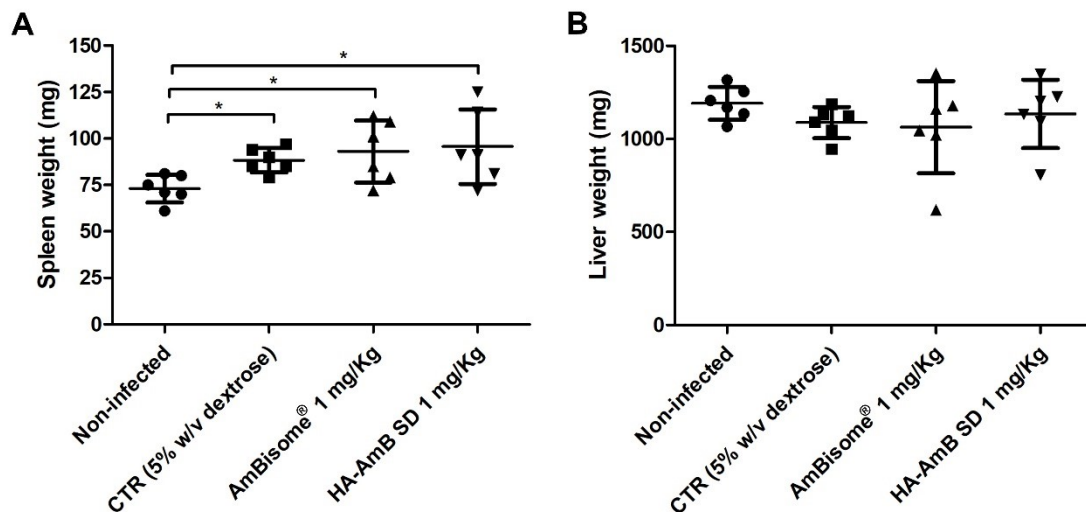 A
Spleen weight (mg)
150
125
100
75
50
25
0
*
*
*
Non-infected
CTR (5% w/v dextrose)
AmBisome® 1 mg/Kg
HA-AmB SD 1 mg/Kg
B
Liver weight (mg)
1500
1000
500
0
Non-infected
CTR (5% w/v dextrose)
AmBisome® 1 mg/Kg
HA-AmB SD 1 mg/Kg